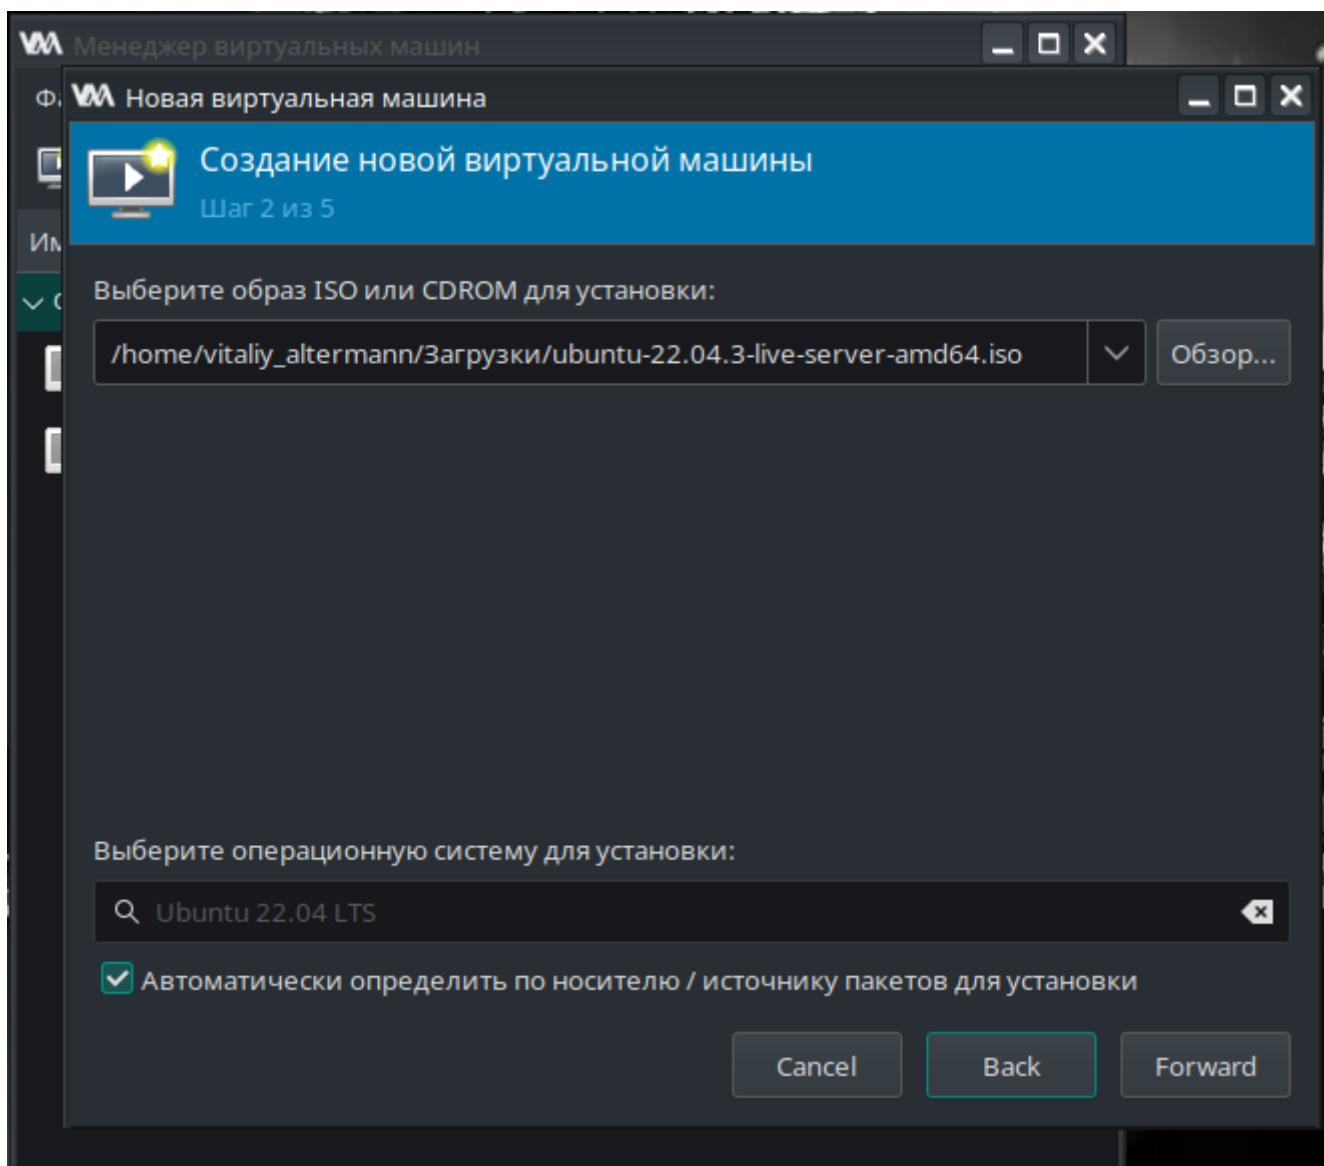 Менеджер виртуальных машин
Новая виртуальная машина
Создание новой виртуальной машины
Шаг 2 из 5
Выберите образ ISO или CDROM для установки:
/home/vitaliy_altermann/Загрузки/ubuntu-22.04.3-live-server-amd64.iso
Обзор...
Выберите операционную систему для установки:
Ubuntu 22.04 LTS
Автоматически определить по носителю / источнику пакетов для установки
Cancel
Back
Forward